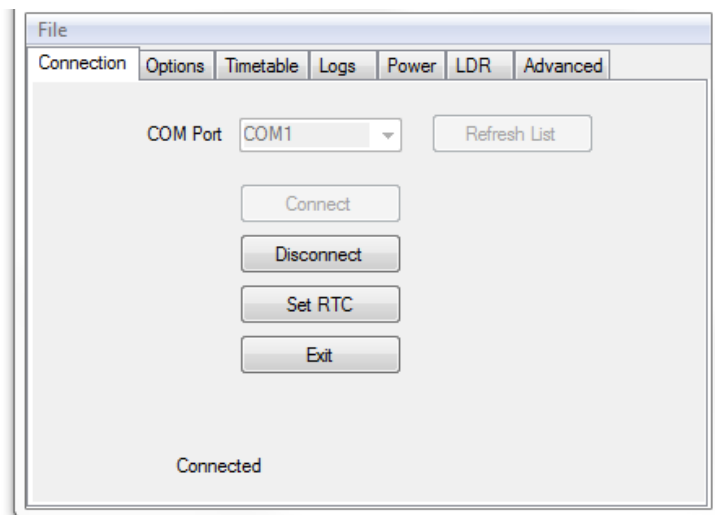 File
Connection Options Timetable Logs Power LDR Advanced
COM Port COM1 Refresh List
Connect
Disconnect
Set RTC
Exit
Connected